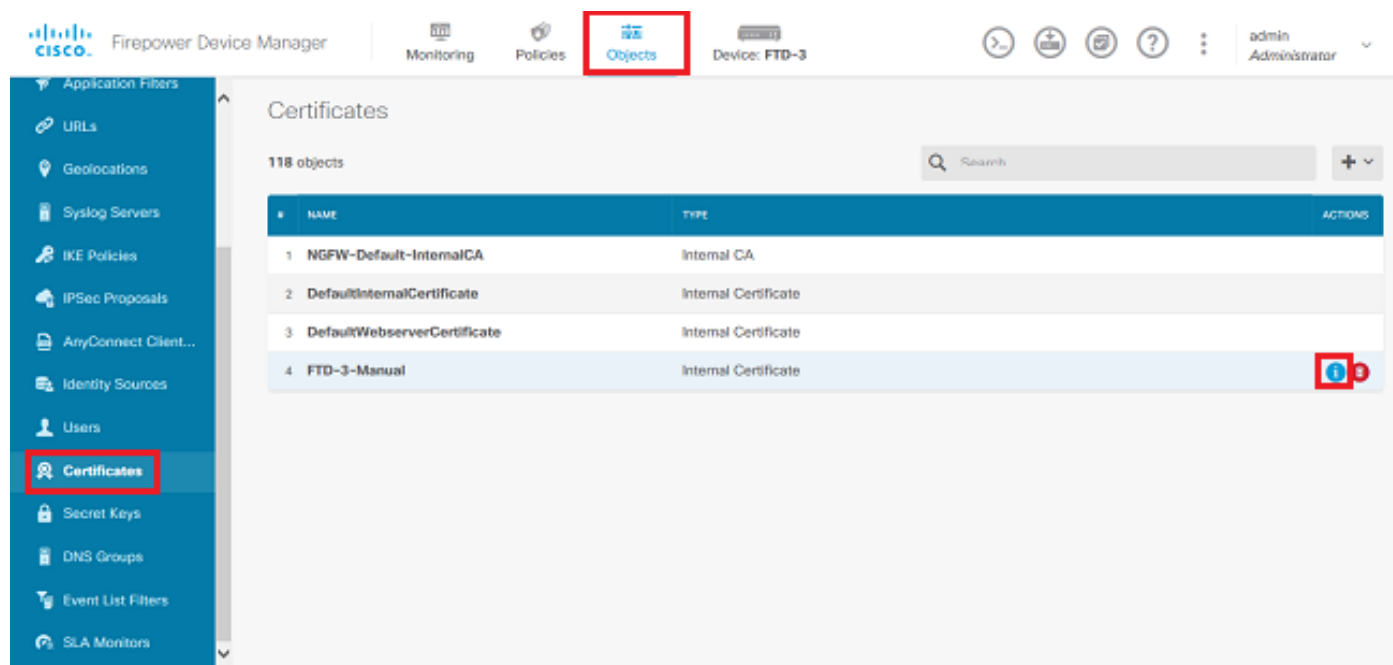 CISCO. Firepower Device Manager Monitoring Policies Objects Device: FTD-3 admin Administrator
Application Filters
URLs
Geolocations
Syslog Servers
IKE Policies
IPSec Proposals
AnyConnect Client...
Identity Sources
Users
Certificates
Secret Keys
DNS Groups
Event List Filters
SLA Monitors
Certificates
118 objects Search
# NAME TYPE ACTIONS
1 NGFW-Default-InternalCA Internal CA
2 DefaultInternalCertificate Internal Certificate
3 DefaultWebserverCertificate Internal Certificate
4 FTD-3-Manual Internal Certificate